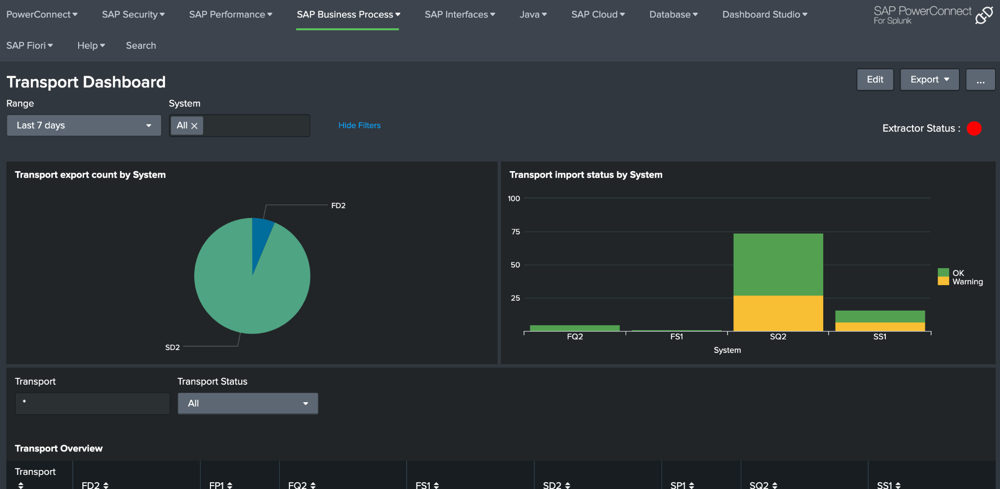 PowerConnect SAP Security SAP Performance SAP Business Process SAP Interfaces Java SAP Cloud Database Dashboard Studio
SAP PowerConnect
For Splunk
SAP Fiori Help Search
Transport Dashboard
Edit Export ...
Range System
Last 7 days All Hide Filters
Extractor Status :
Transport export count by System
FD2
SD2
Transport import status by System
100
75
50
25
OK
Warning
FQ2 FS1 SQ2 SS1
System
Transport Transport Status
* All
Transport Overview
Transport
FD2 FP1 FQ2 FS1 SD2 SP1 SQ2 SS1